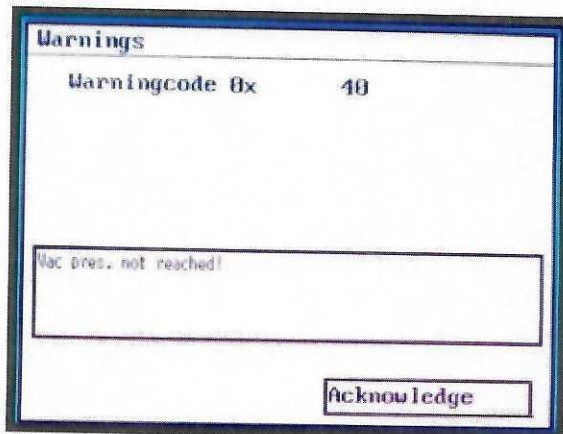 Warnings
Warningcode 0x 40
Vac pres. not reached!
Acknowledge